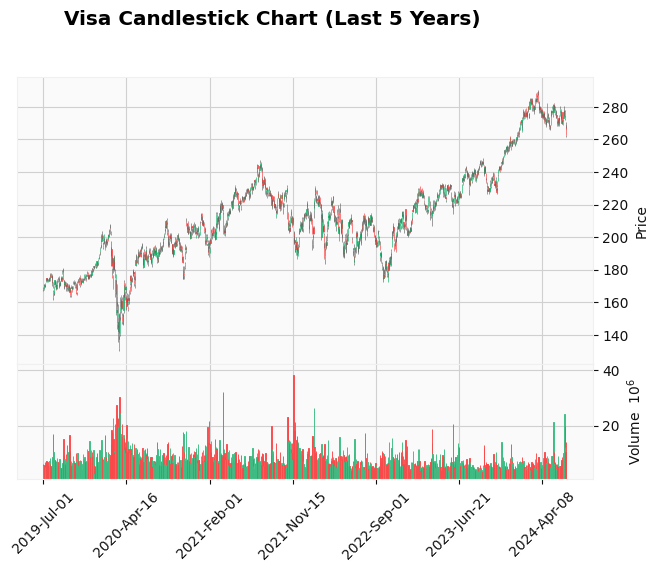 Visa Candlestick Chart (Last 5 Years)
280
260
240
220
200
180
160
140
Price
40
20
Volume 10^6
2019-Jul-01
2020-Apr-16
2021-Feb-01
2021-Nov-15
2022-Sep-01
2023-Jun-21
2024-Apr-08